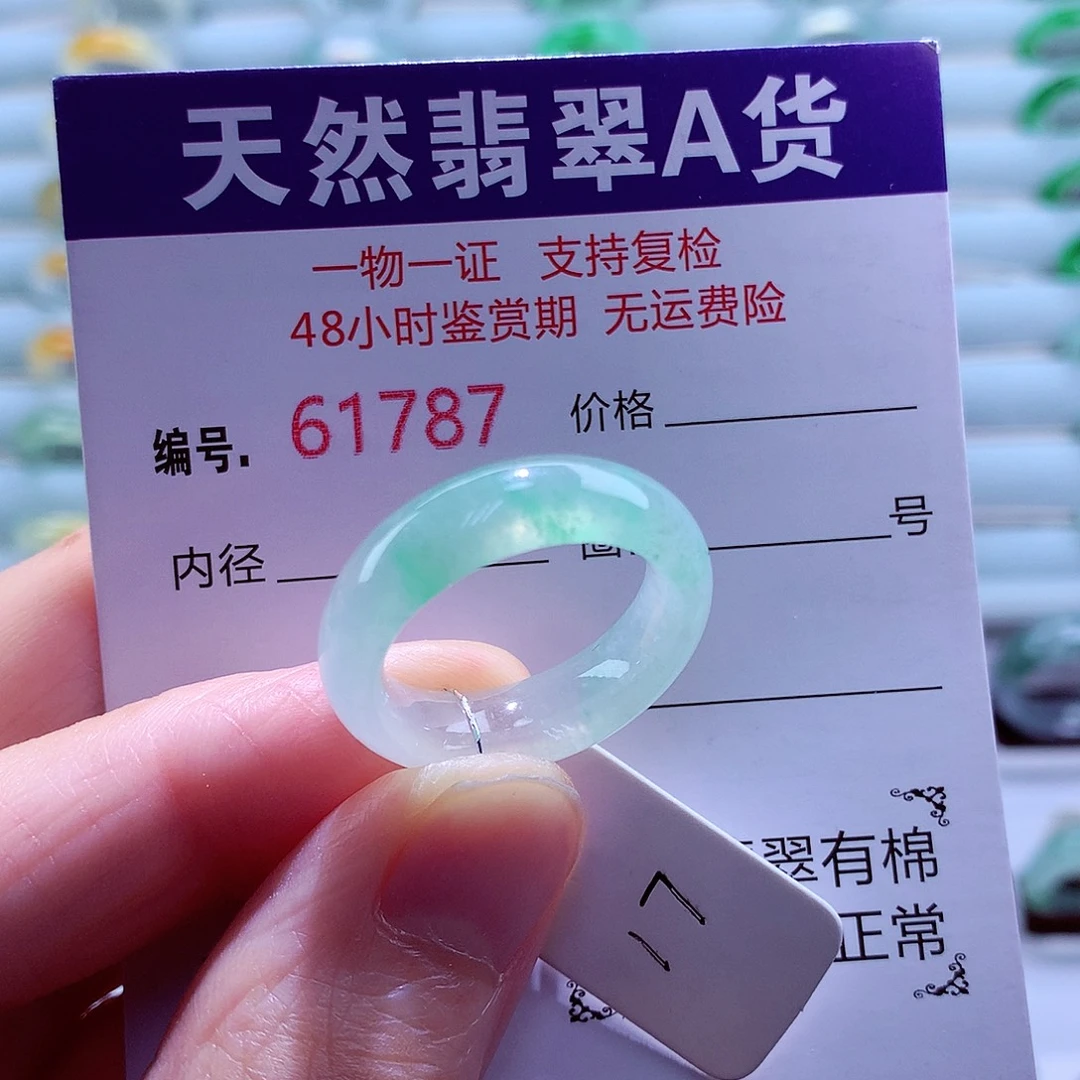 天然翡翠A货
一物一证 支持复检
48小时鉴赏期 无运费险
编号. 61787 价格
内径 号
翠有棉
正常
17